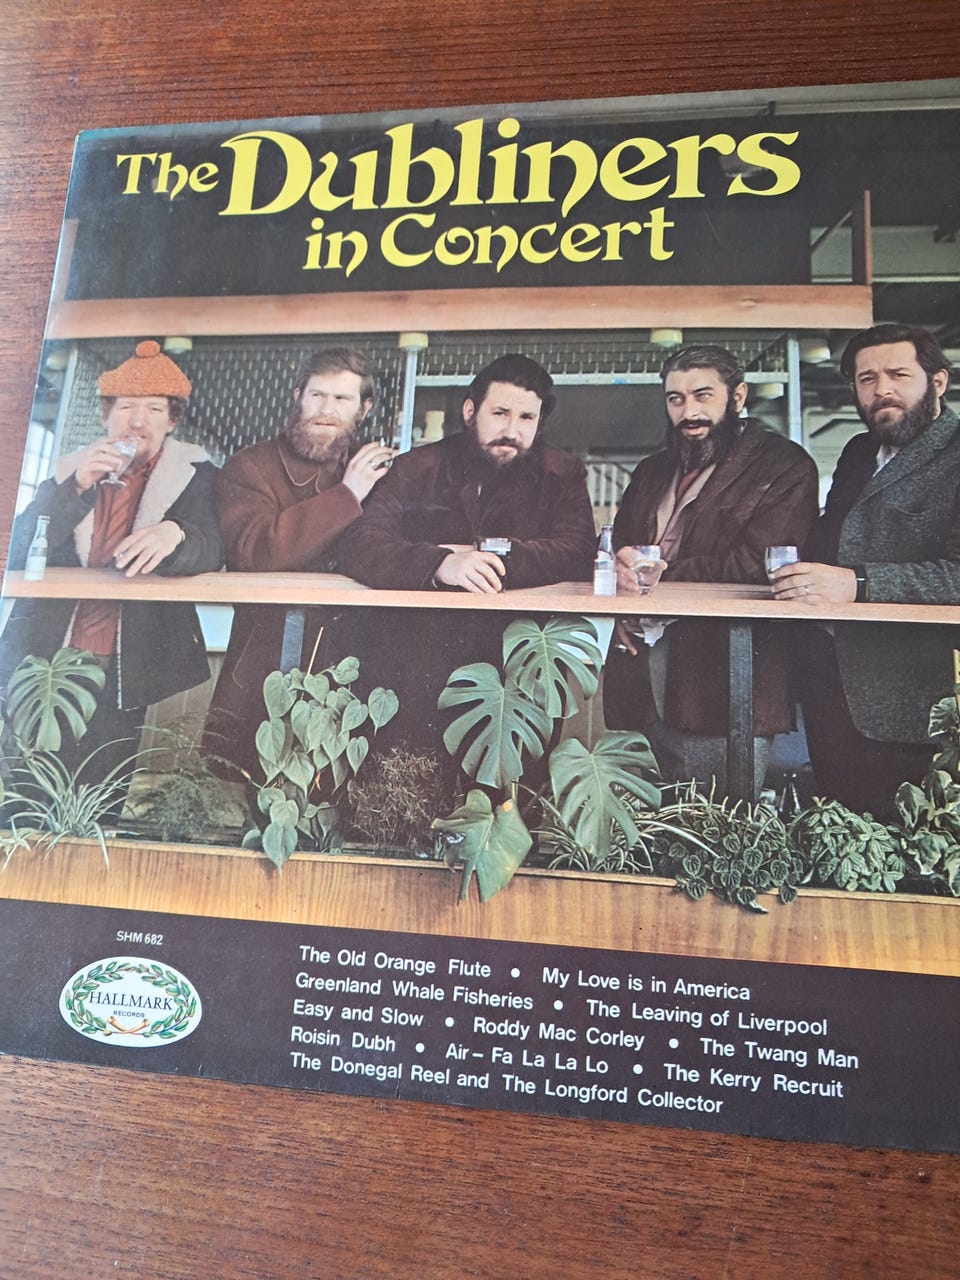 The Dubliners
in Concert
SHM 682
HALLMARK
RECORDS
The Old Orange Flute • My Love is in America
Greenland Whale Fisheries • The Leaving of Liverpool
Easy and Slow • Roddy Mac Corley • The Twang Man
Roisin Dubh • Air – Fa La La Lo • The Kerry Recruit
The Donegal Reel and The Longford Collector